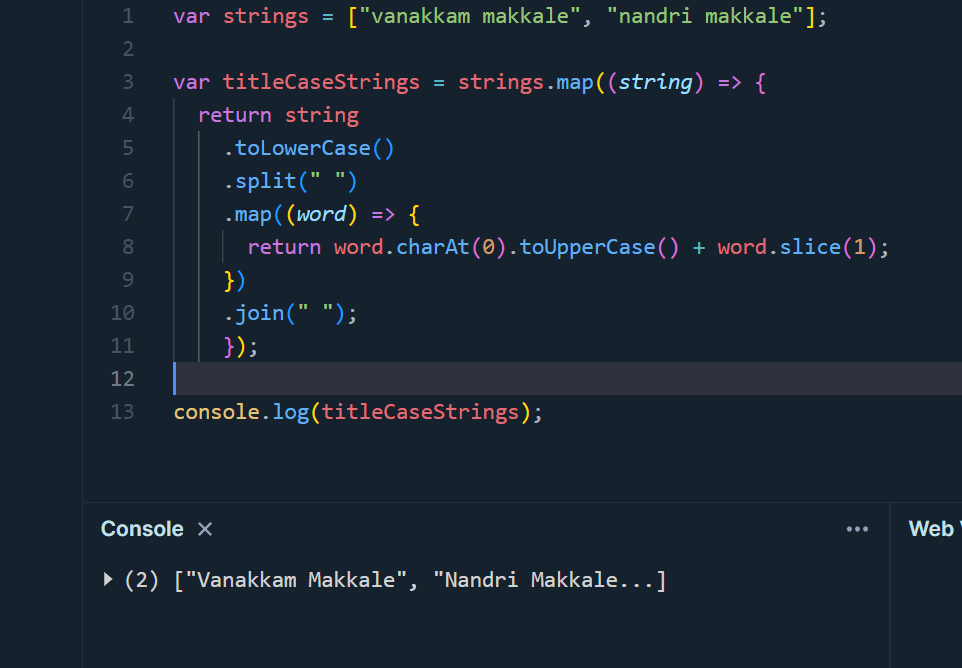 1 var strings = ["vanakkam makkale", "nandri makkale"];
2
3 var titleCaseStrings = strings.map((string) => {
4 return string
5 .toLowerCase()
6 .split(" ")
7 .map((word) => {
8 return word.charAt(0).toUpperCase() + word.slice(1);
9 })
10 .join(" ");
11 });
12
13 console.log(titleCaseStrings);
Console × ••• Web
(2) ["Vanakkam Makkale", "Nandri Makkale...]